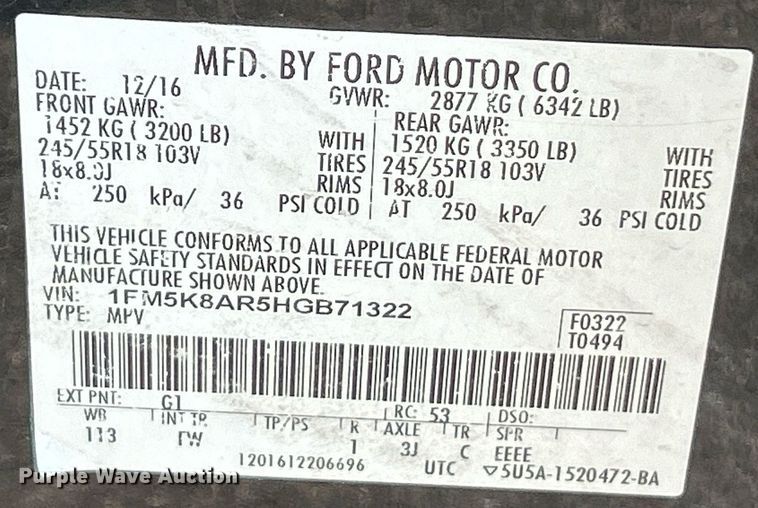 MFD. BY FORD MOTOR CO.
DATE: 12/16 GVWR: 2877 KG ( 6342 LB)
FRONT GAWR: REAR GAWR:
1452 KG ( 3200 LB) WITH 1520 KG ( 3350 LB) WITH
245/55R18 103V TIRES 245/55R18 103V TIRES
18x8.0J RIMS 18x8.0J RIMS
AT 250 kPa/ 36 PSI COLD AT 250 kPa/ 36 PSI COLD
THIS VEHICLE CONFORMS TO ALL APPLICABLE FEDERAL MOTOR
VEHICLE SAFETY STANDARDS IN EFFECT ON THE DATE OF
MANUFACTURE SHOWN ABOVE.
VIN: 1FM5K8AR5HGB71322
TYPE: MPV
F0322
T0494
EXT PNT: G1 RC: 53 DSO:
WB INT TR TP/PS R AXLE TR SPR
113 1 3J C EEEE
1201612206696 UTC ▽5U5A-1520472-BA
Purple Wave Auction